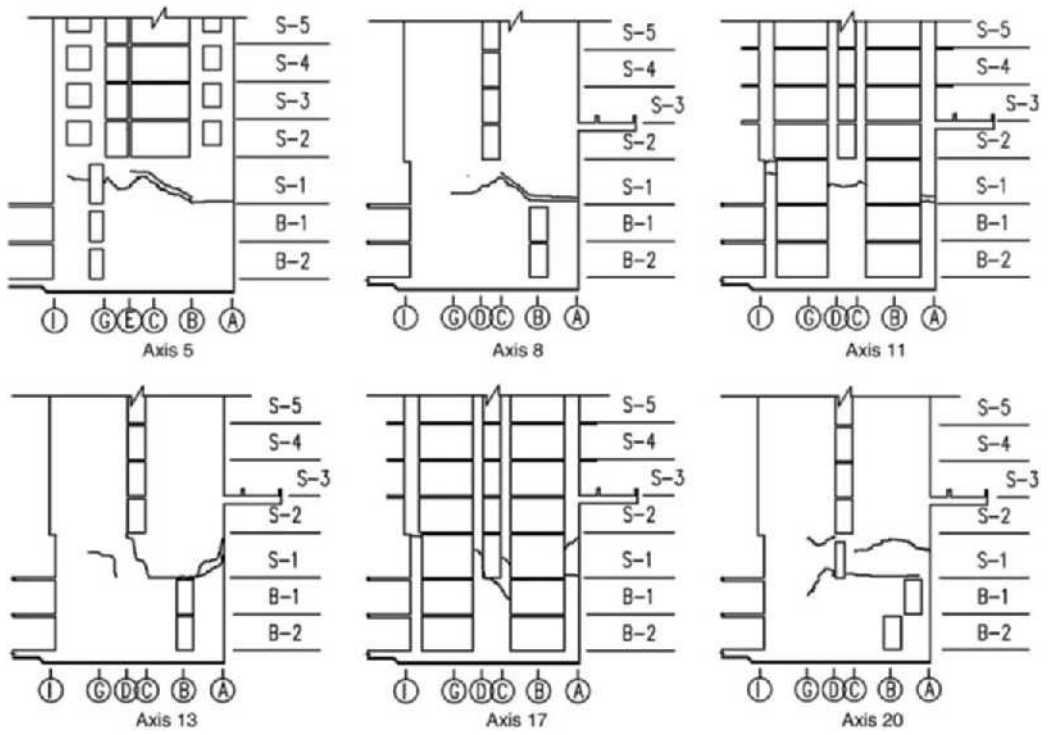 S-5
S-4
S-3
S-2
S-1
B-1
B-2
I G E C B A
Axis 5
S-5
S-4
S-3
S-2
S-1
B-1
B-2
I G D C B A
Axis 8
S-5
S-4
S-3
S-2
S-1
B-1
B-2
I G D C B A
Axis 11
S-5
S-4
S-3
S-2
S-1
B-1
B-2
I G D C B A
Axis 13
S-5
S-4
S-3
S-2
S-1
B-1
B-2
I G D C B A
Axis 17
S-5
S-4
S-3
S-2
S-1
B-1
B-2
I G D C B A
Axis 20